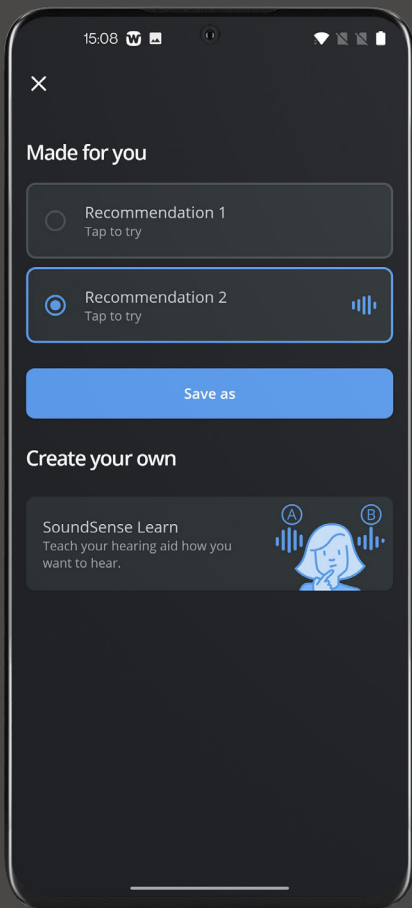 15:08
Made for you
Recommendation 1
Tap to try
Recommendation 2
Tap to try
Save as
Create your own
A B
SoundSense Learn
Teach your hearing aid how you
want to hear.